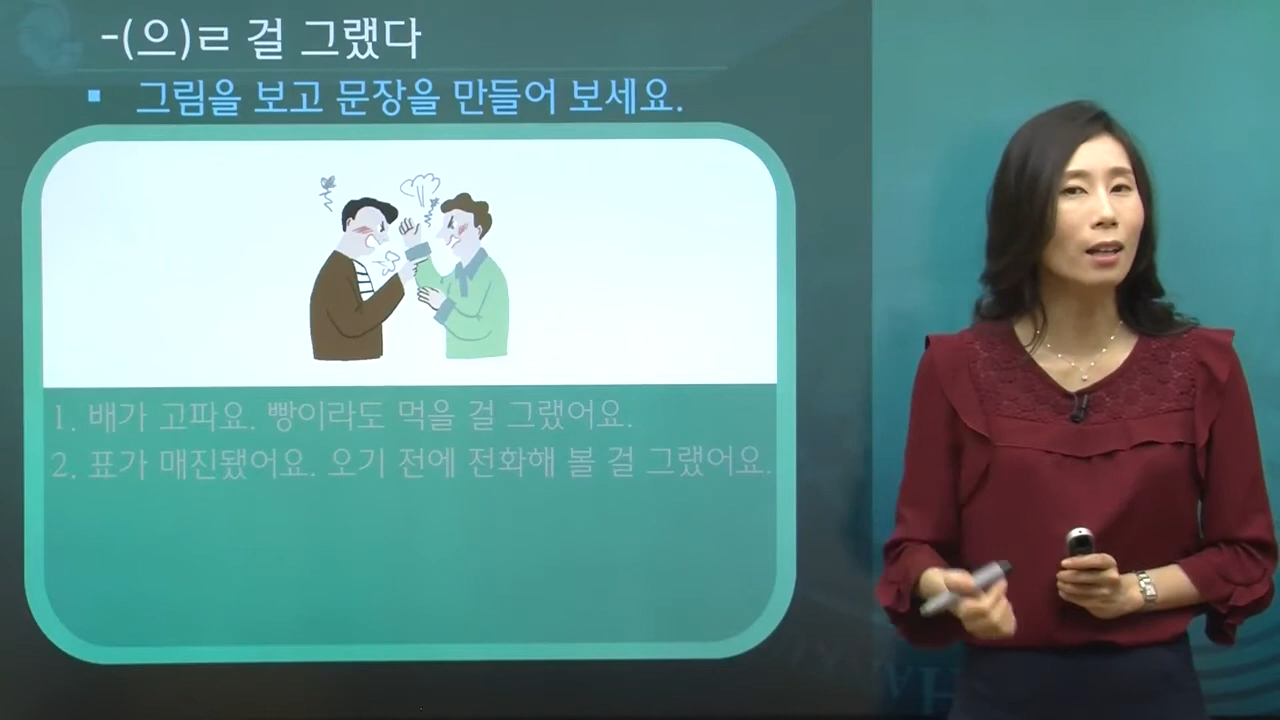 -(으)ㄹ 걸 그랬다
▪ 그림을 보고 문장을 만들어 보세요.
1. 배가 고파요. 빵이라도 먹을 걸 그랬어요.
2. 표가 매진됐어요. 오기 전에 전화해 볼 걸 그랬어요.